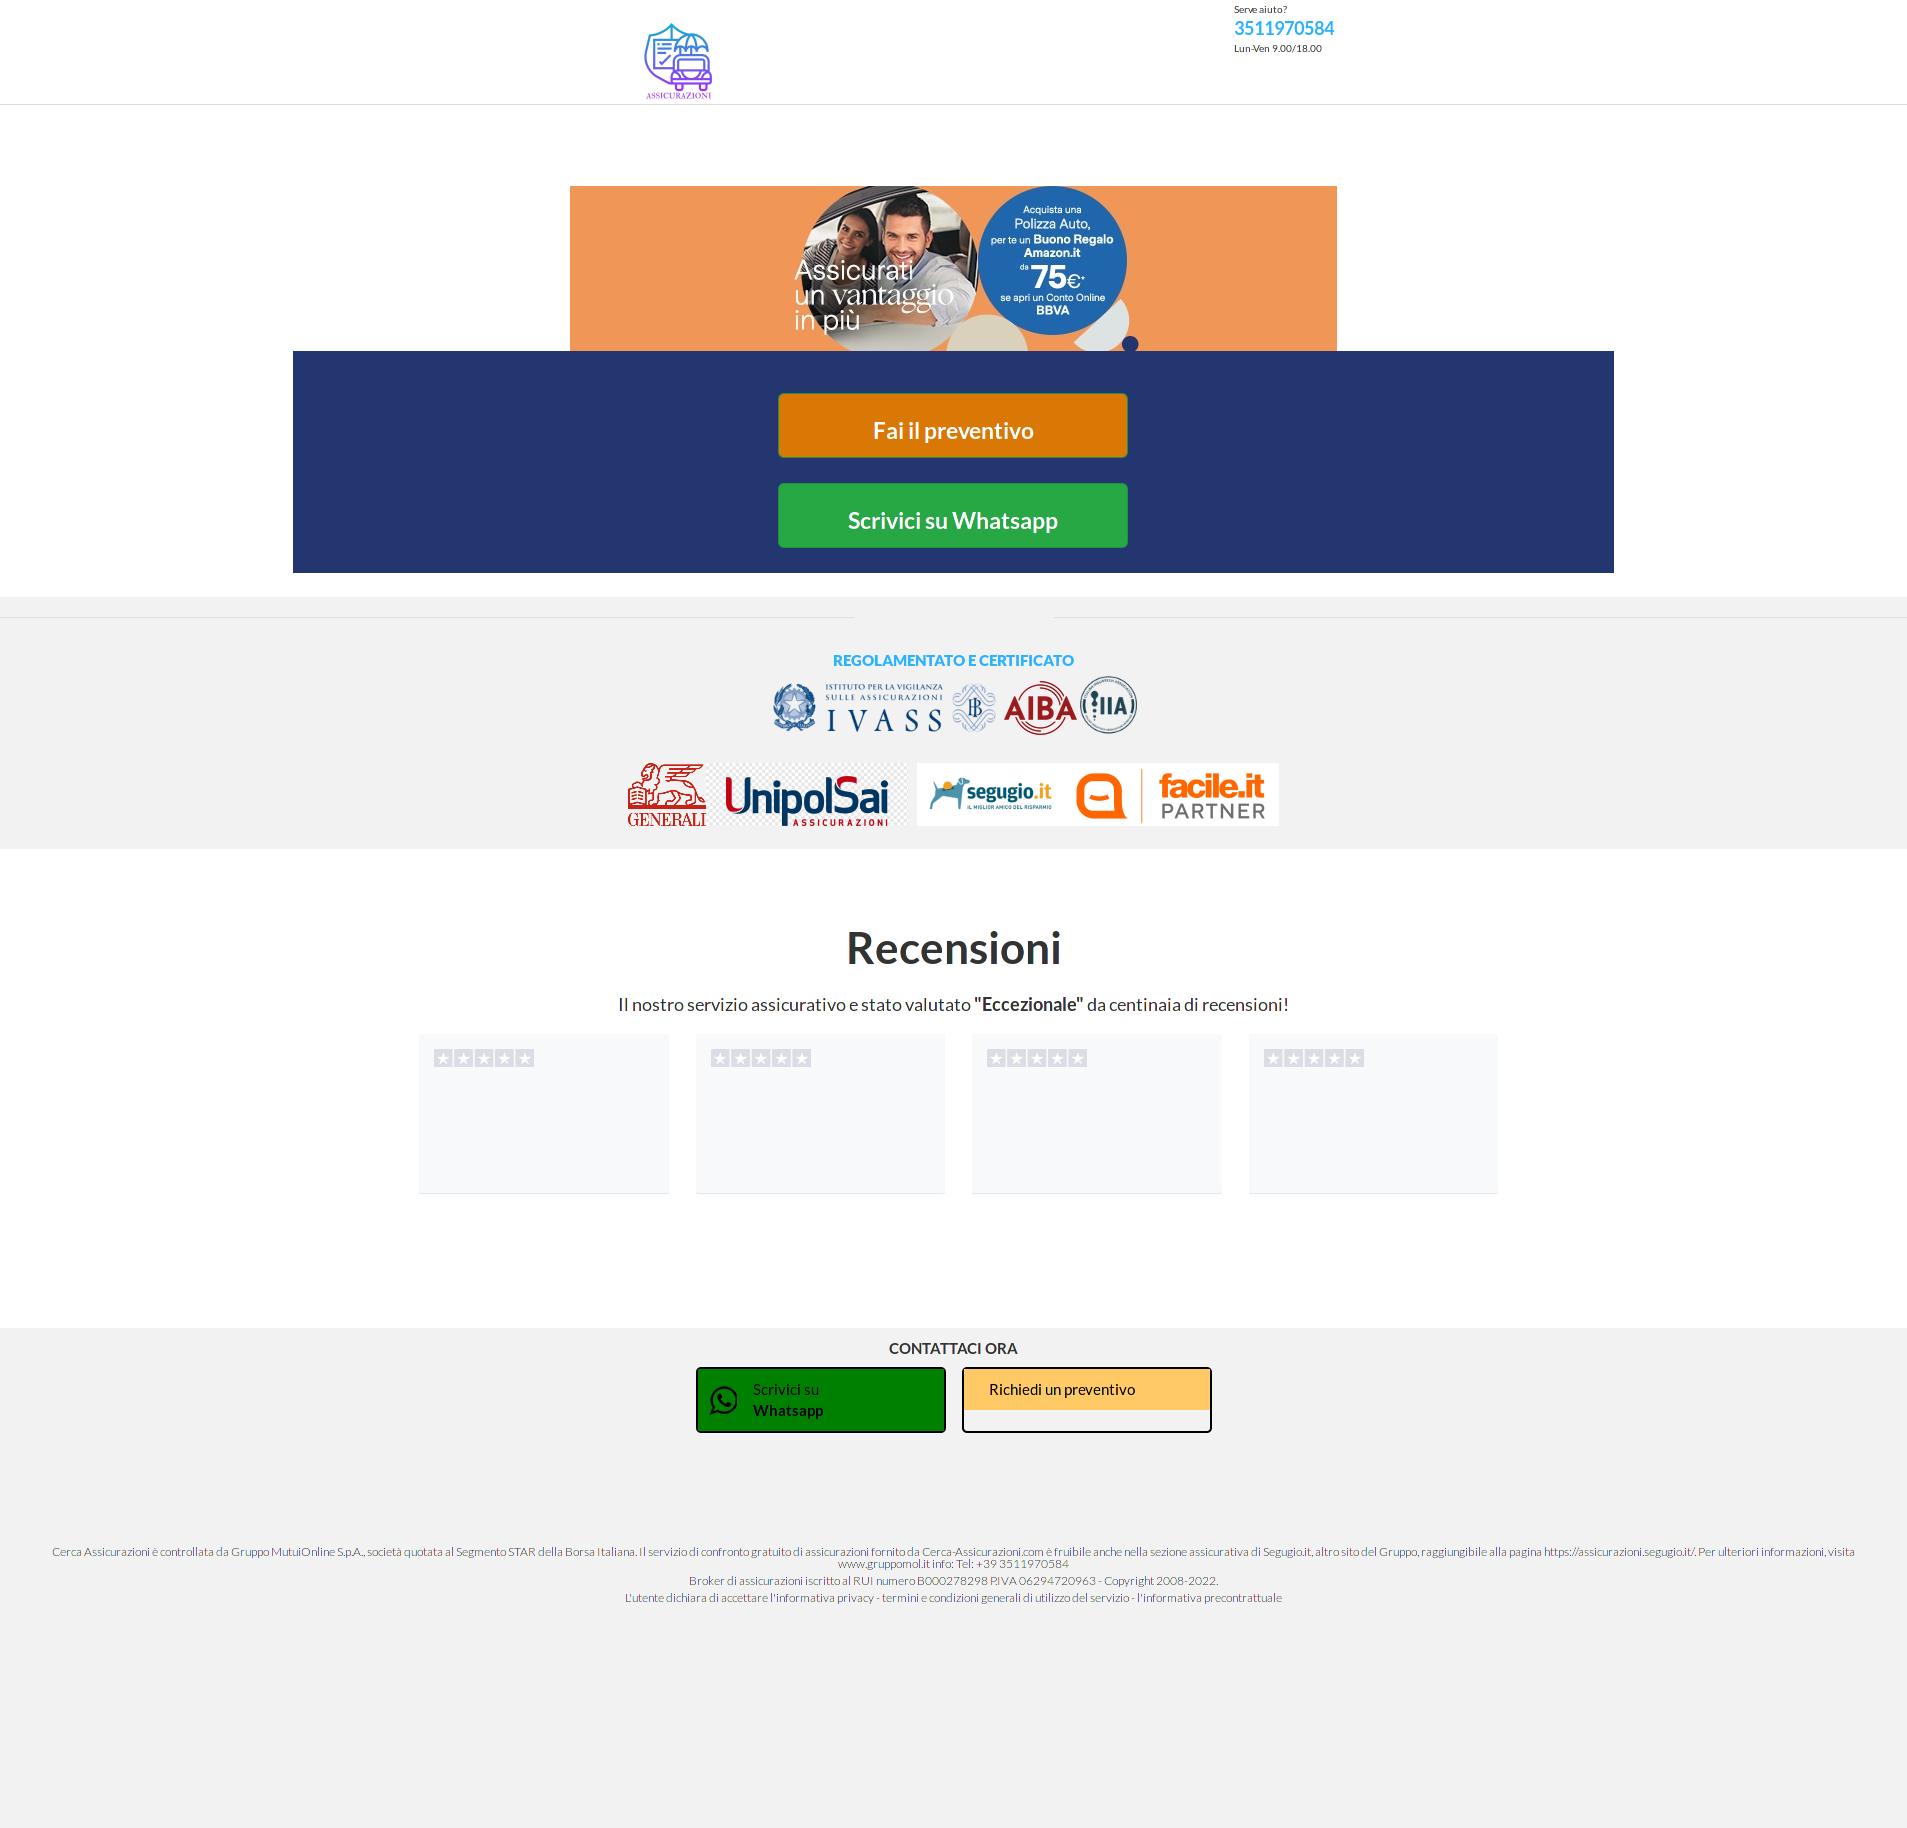 Serve aiuto?
3511970584
Lun-Ven 9.00/18.00
ASSICURAZIONI
Assicurati
un vantaggio
in più
Acquista una
Polizza Auto,
per te un Buono Regalo
Amazon.it
da 75€*
se apri un Conto Online
BBVA
Fai il preventivo
Scrivici su Whatsapp
REGOLAMENTATO E CERTIFICATO
ISTITUTO PER LA VIGILANZA
SULLE ASSICURAZIONI
IVASS
AIBA
IIA
GENERALI
UnipolSai
ASSICURAZIONI
segugio.it
IL MIGLIOR AMICO DEL RISPARMIO
facile.it
PARTNER
Recensioni
Il nostro servizio assicurativo e stato valutato "Eccezionale" da centinaia di recensioni!
CONTATTACI ORA
Scrivici su
Whatsapp
Richiedi un preventivo
Cerca Assicurazioni è controllata da Gruppo MutuiOnline S.p.A., società quotata al Segmento STAR della Borsa Italiana. Il servizio di confronto gratuito di assicurazioni fornito da Cerca-Assicurazioni.com è fruibile anche nella sezione assicurativa di Segugio.it, altro sito del Gruppo, raggiungibile alla pagina https://assicurazioni.segugio.it/. Per ulteriori informazioni, visita
www.gruppomol.it info: Tel: +39 3511970584
Broker di assicurazioni iscritto al RUI numero B000278298 P.IVA 06294720963 - Copyright 2008-2022.
L'utente dichiara di accettare l'informativa privacy - termini e condizioni generali di utilizzo del servizio - l'informativa precontrattuale